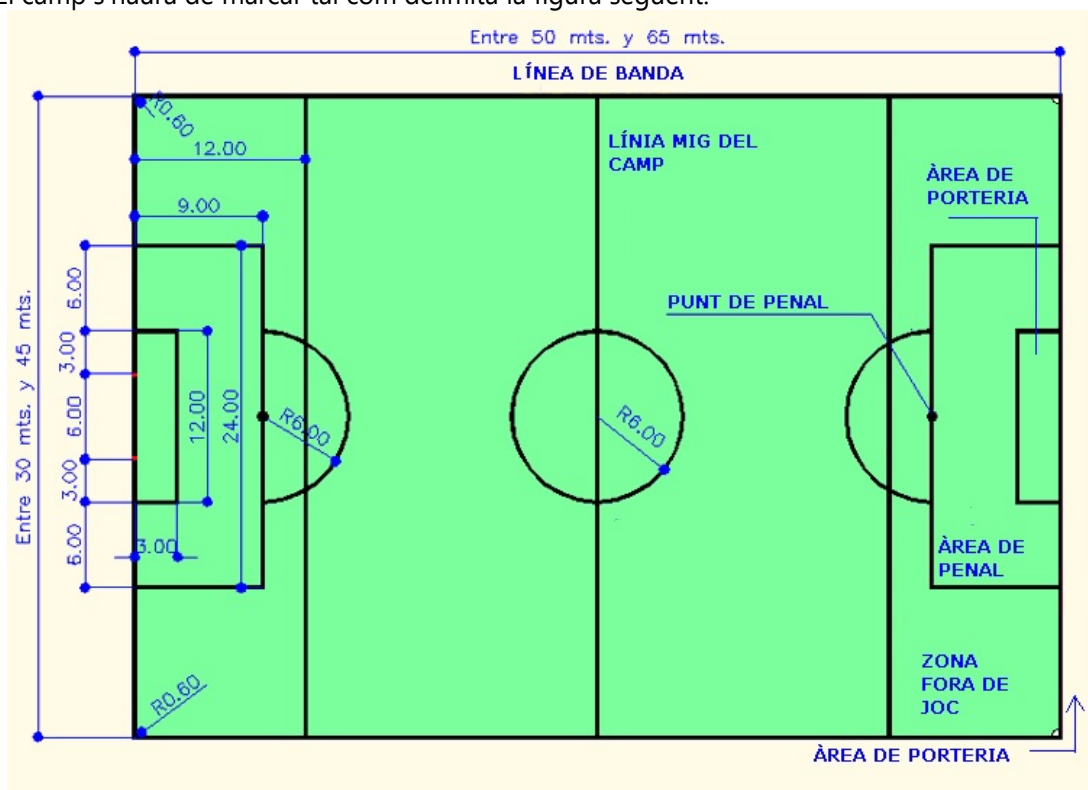 El camp s'haurà de marcar tal com delimita la figura següent:
Entre 50 mts. y 65 mts.
LÍNEA DE BANDA
R0.60
12.00
LÍNIA MIG DEL
CAMP
ÀREA DE
PORTERIA
9.00
6.00
3.00
6.00
3.00
6.00
Entre 30 mts. y 45 mts.
12.00
24.00
R6.00
R6.00
PUNT DE PENAL
3.00
ÀREA DE
PENAL
R0.60
ZONA
FORA DE
JOC
ÀREA DE PORTERIA